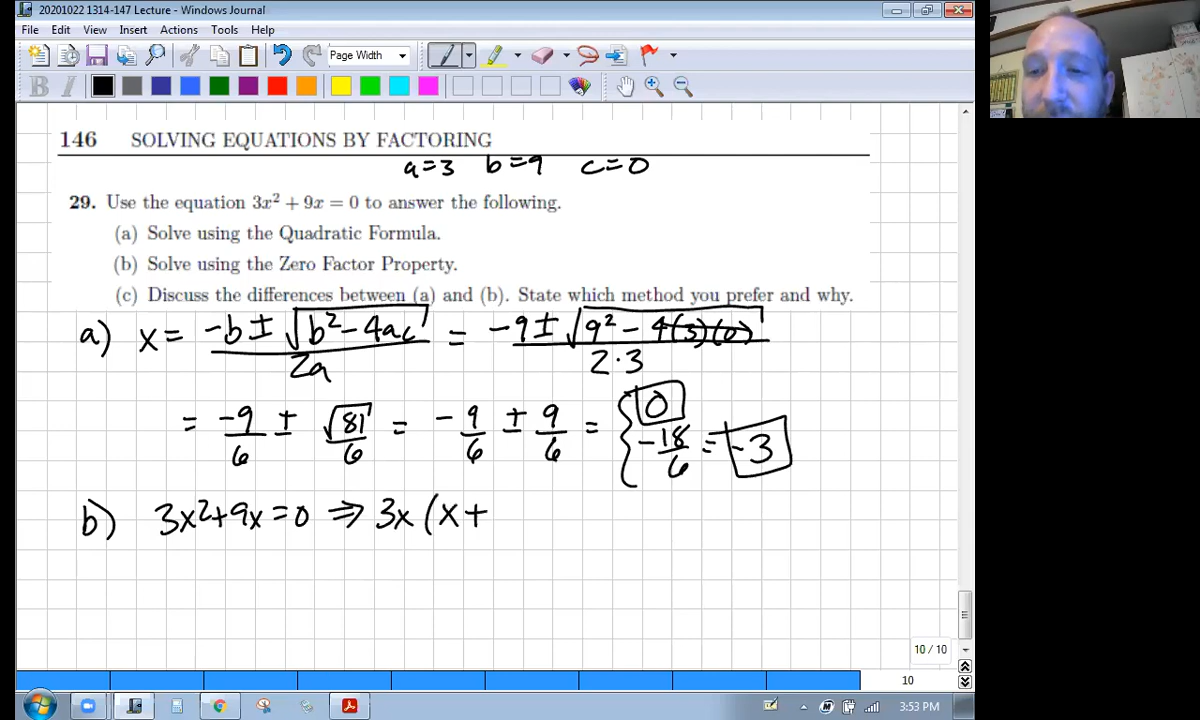 20201022 1314-147 Lecture - Windows Journal
File Edit View Insert Actions Tools Help
Page Width
B I
146 SOLVING EQUATIONS BY FACTORING
a=3 b=9 c=0
29. Use the equation 3x² + 9x = 0 to answer the following.
(a) Solve using the Quadratic Formula.
(b) Solve using the Zero Factor Property.
(c) Discuss the differences between (a) and (b). State which method you prefer and why.
a) x = (-b ± √(b²-4ac))/2a = (-9 ± √(9² - 4(3)(0)))/2·3
= -9/6 ± √81/6 = -9/6 ± 9/6 = { 0
-18/6 = -3
b) 3x²+9x=0 ⇒ 3x(x+
10 / 10
10
3:53 PM